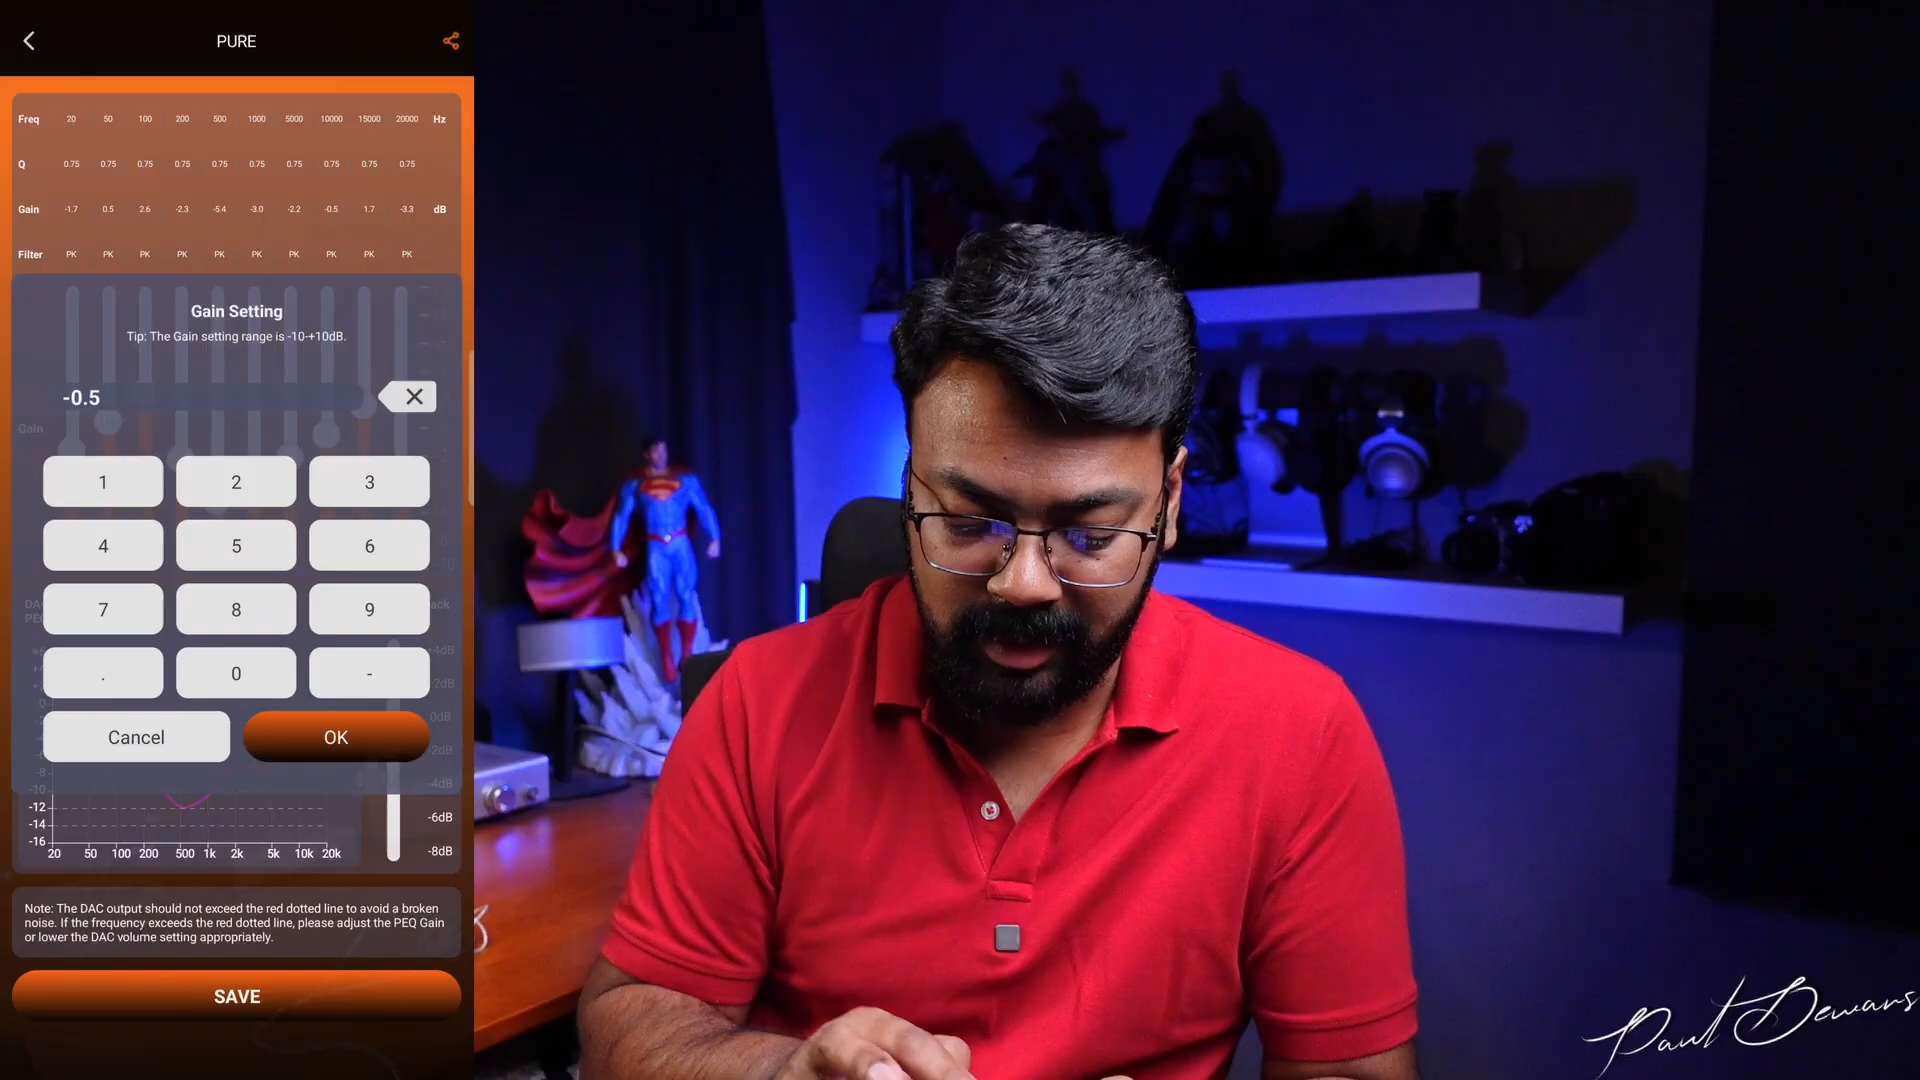 PURE
Freq 20 50 100 200 500 1000 5000 10000 15000 20000 Hz
Q 0.75 0.75 0.75 0.75 0.75 0.75 0.75 0.75 0.75 0.75
Gain -1.7 0.5 2.6 -2.3 -5.4 -3.0 -2.2 -0.5 1.7 -3.3 dB
Filter PK PK PK PK PK PK PK PK PK PK
Gain Setting
Tip: The Gain setting range is -10-+10dB.
-0.5
Gain
1 2 3
4 5 6
7 8 9
. 0 -
+4dB
0dB
-2dB
Cancel OK
-4dB
-8
-10
-12
-6dB
-14
-16
20 50 100 200 500 1k 2k 5k 10k 20k
-8dB
Note: The DAC output should not exceed the red dotted line to avoid a broken
noise. If the frequency exceeds the red dotted line, please adjust the PEQ Gain
or lower the DAC volume setting appropriately.
SAVE